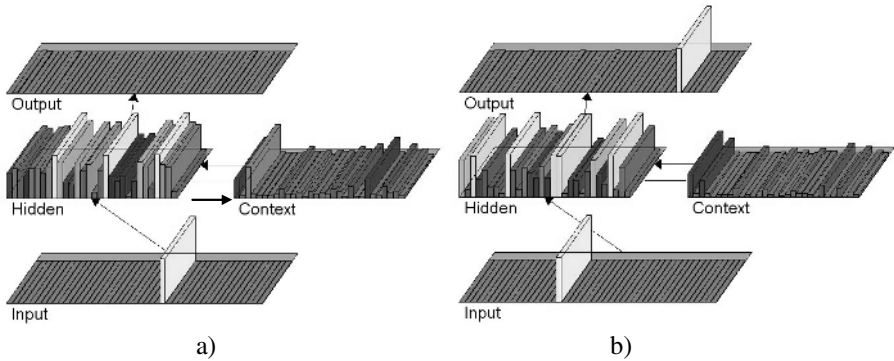 Output
Hidden
Context
Input
a)
Output
Hidden
Context
Input
b)